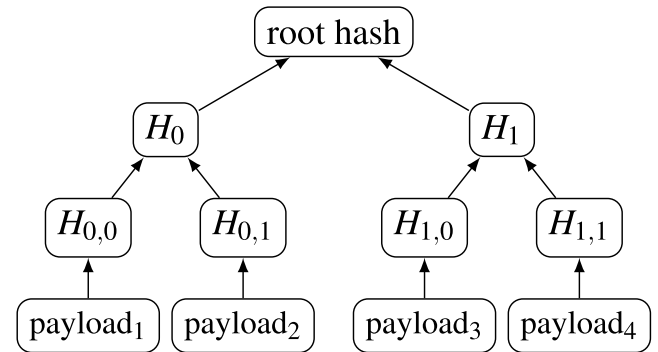 root hash
H₀ H₁
H₀,₀ H₀,₁ H₁,₀ H₁,₁
payload₁ payload₂ payload₃ payload₄